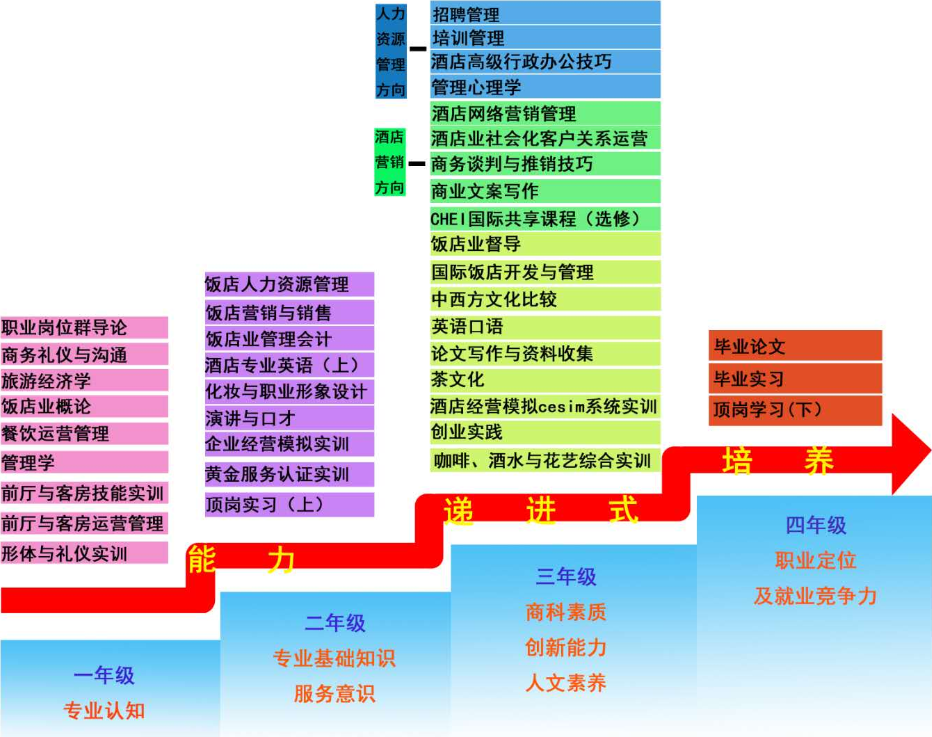 人力
资源
管理
方向
招聘管理
培训管理
酒店高级行政办公技巧
管理心理学
酒店
营销
方向
酒店网络营销管理
酒店业社会化客户关系运营
商务谈判与推销技巧
商业文案写作
CHEI国际共享课程（选修）
饭店业督导
国际饭店开发与管理
中西方文化比较
英语口语
论文写作与资料收集
茶文化
酒店经营模拟cesim系统实训
创业实践
咖啡、酒水与花艺综合实训
饭店人力资源管理
饭店营销与销售
饭店业管理会计
酒店专业英语（上）
化妆与职业形象设计
演讲与口才
企业经营模拟实训
黄金服务认证实训
顶岗实习（上）
职业岗位群导论
商务礼仪与沟通
旅游经济学
饭店业概论
餐饮运营管理
管理学
前厅与客房技能实训
前厅与客房运营管理
形体与礼仪实训
毕业论文
毕业实习
顶岗学习(下）
能力递进式培养
一年级
专业认知
二年级
专业基础知识
服务意识
三年级
商科素质
创新能力
人文素养
四年级
职业定位
及就业竞争力